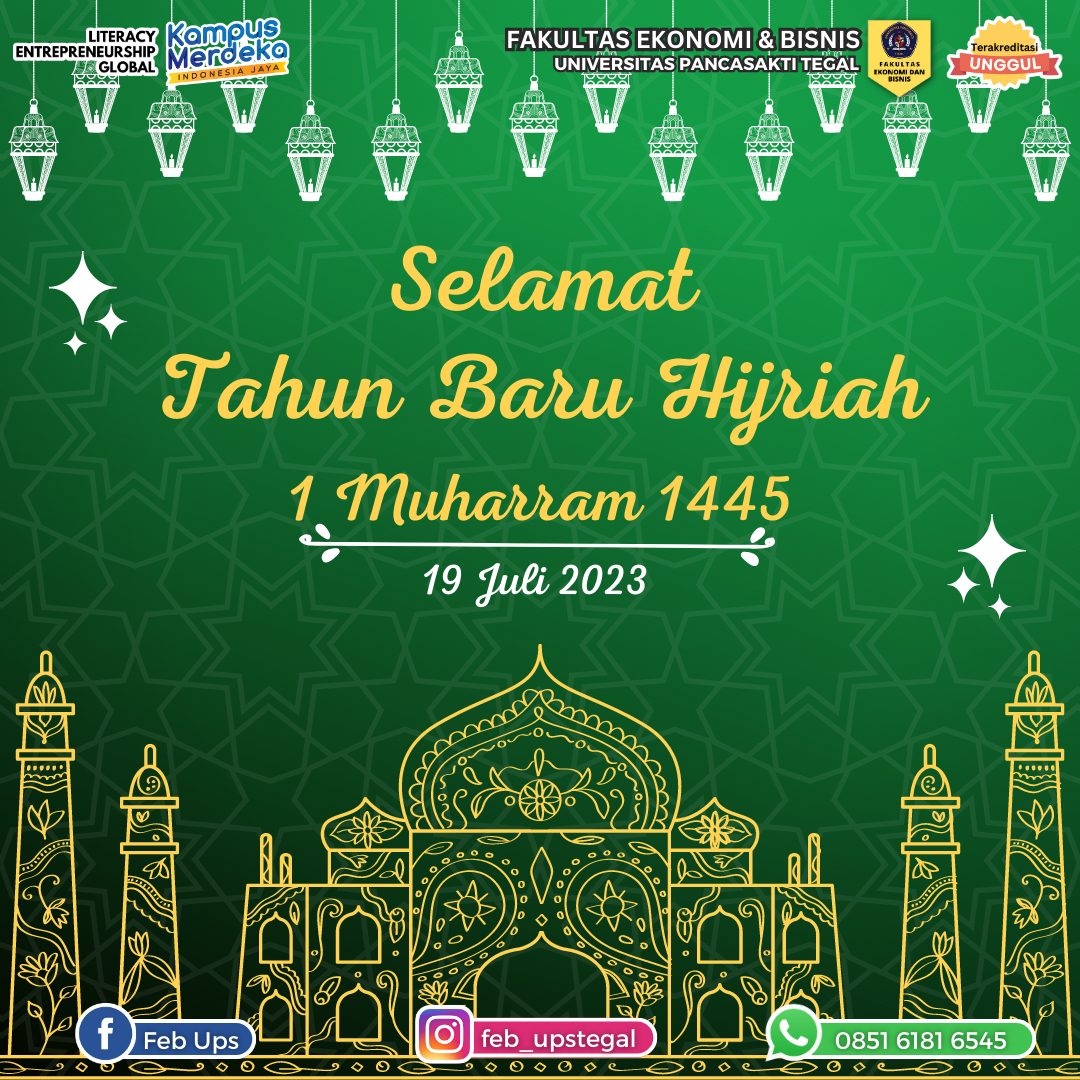 LITERACY
ENTREPRENEURSHIP
GLOBAL
Kampus
Merdeka
INDONESIA JAYA
FAKULTAS EKONOMI & BISNIS
UNIVERSITAS PANCASAKTI TEGAL
FAKULTAS
EKONOMI DAN
BISNIS
Terakreditasi
UNGGUL
Selamat
Tahun Baru Hijriah
1 Muharram 1445
19 Juli 2023
Feb Ups
feb_upstegal
0851 6181 6545